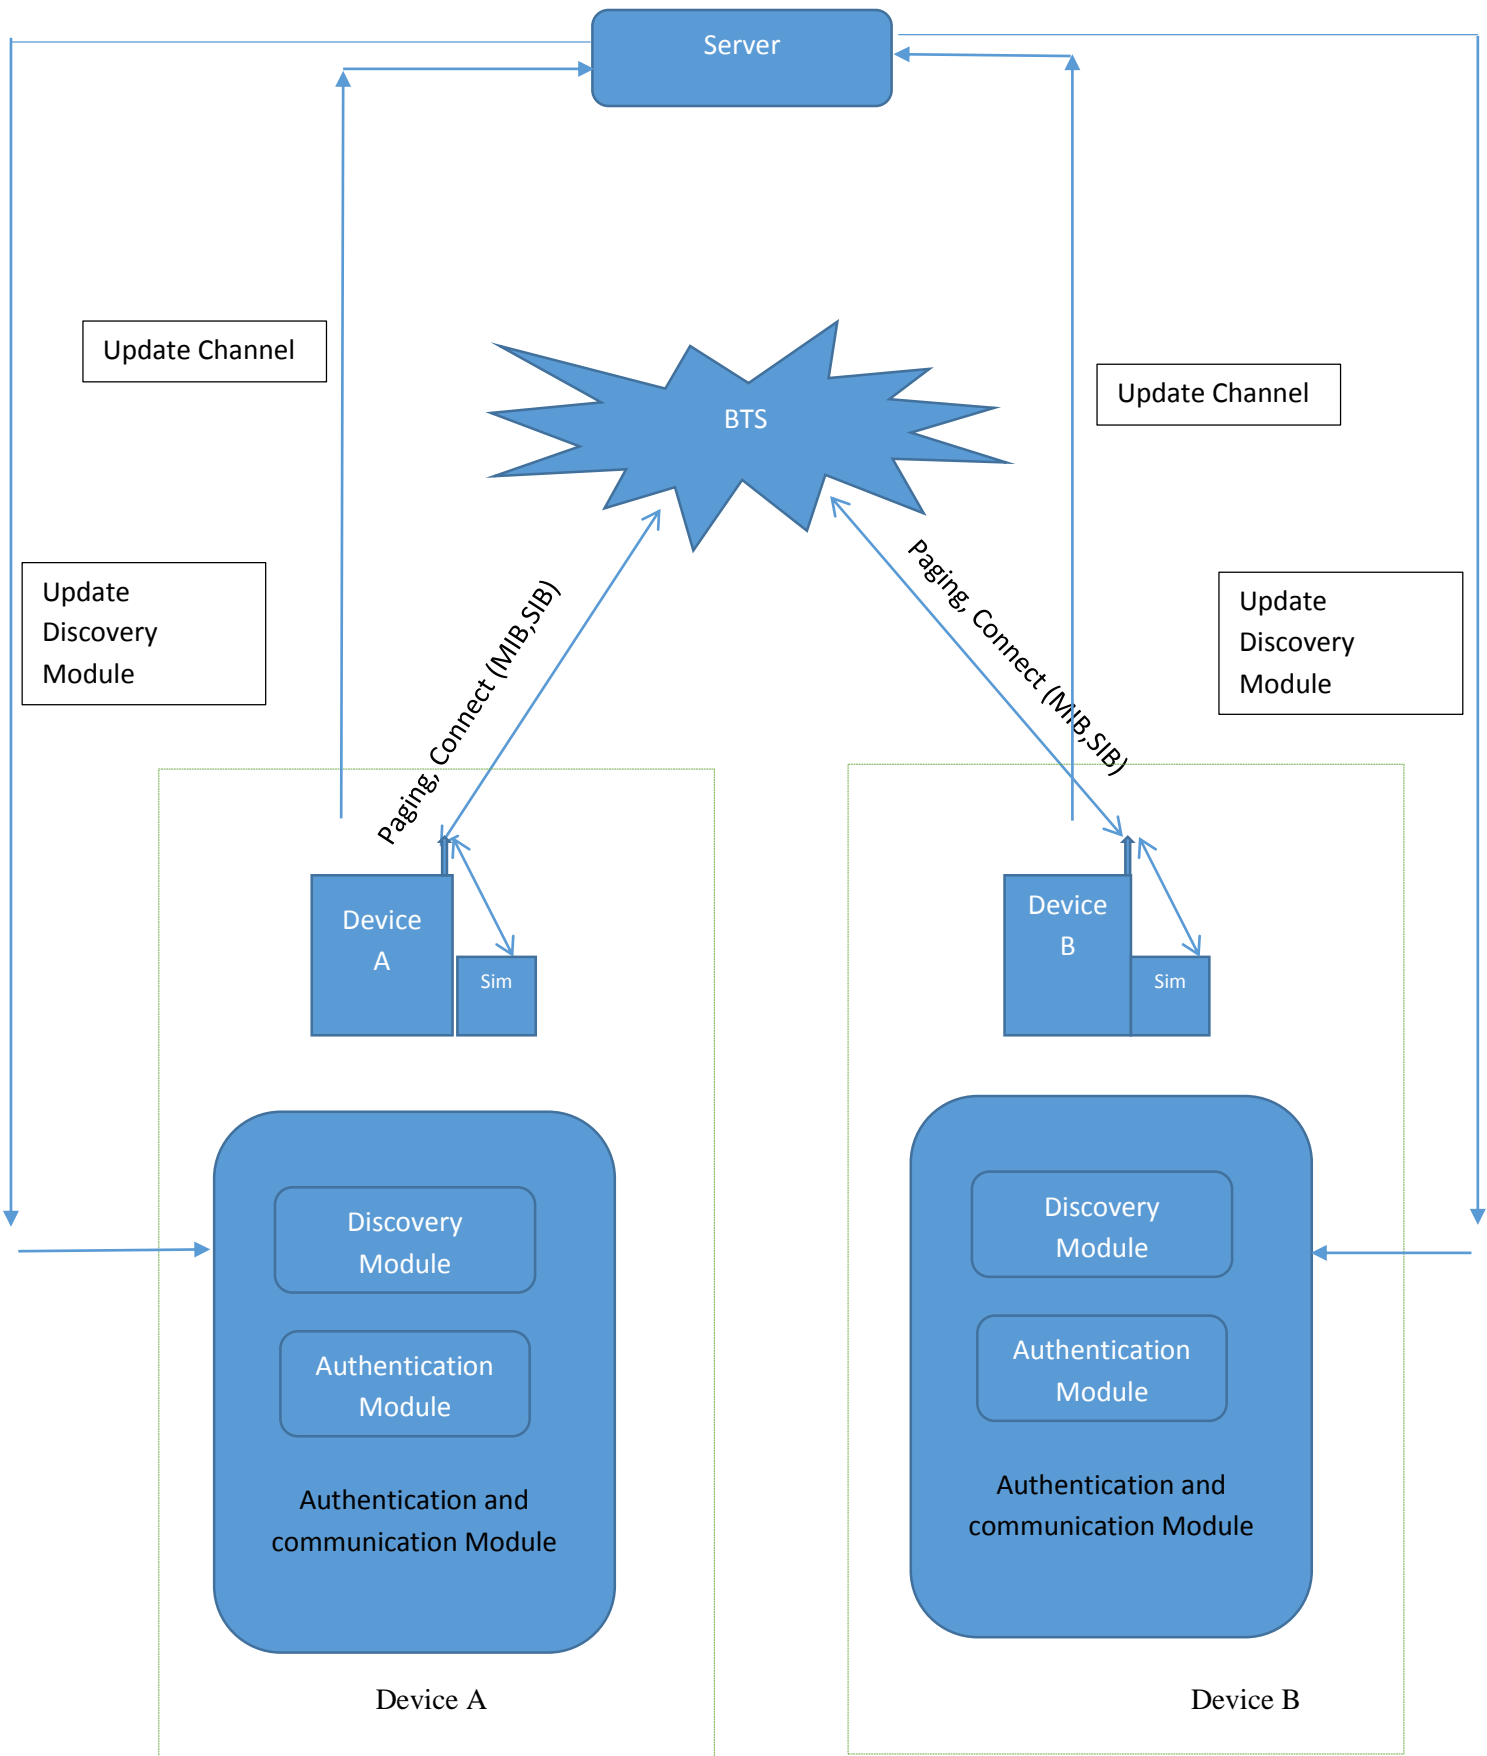 Server
Update Channel
Update Channel
BTS
Update
Discovery
Module
Paging, Connect (MIB,SIB)
Paging, Connect (MIB,SIB)
Update
Discovery
Module
Device
A
Sim
Device
B
Sim
Discovery
Module
Authentication
Module
Authentication and
communication Module
Discovery
Module
Authentication
Module
Authentication and
communication Module
Device A
Device B